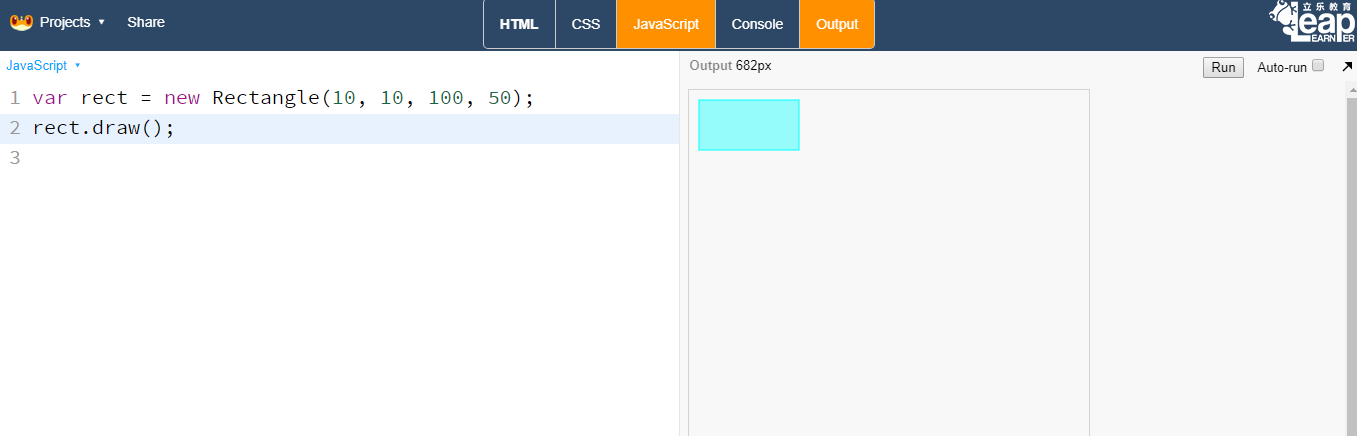 Projects ▾ Share HTML CSS JavaScript Console Output
立乐教育
Leap
LEARNER
JavaScript ▾
Output 682px Run Auto-run
1 var rect = new Rectangle(10, 10, 100, 50);
2 rect.draw();
3